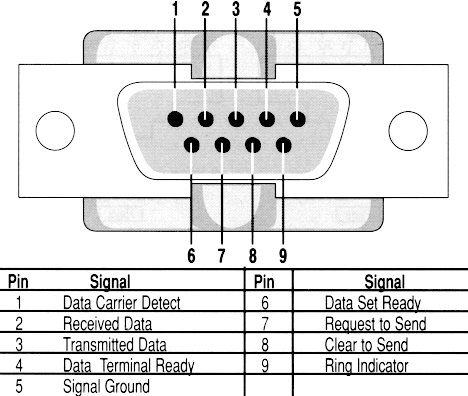 1 2 3 4 5
6 7 8 9
Pin Signal Pin Signal
1 Data Carrier Detect 6 Data Set Ready
2 Received Data 7 Request to Send
3 Transmitted Data 8 Clear to Send
4 Data Terminal Ready 9 Ring Indicator
5 Signal Ground